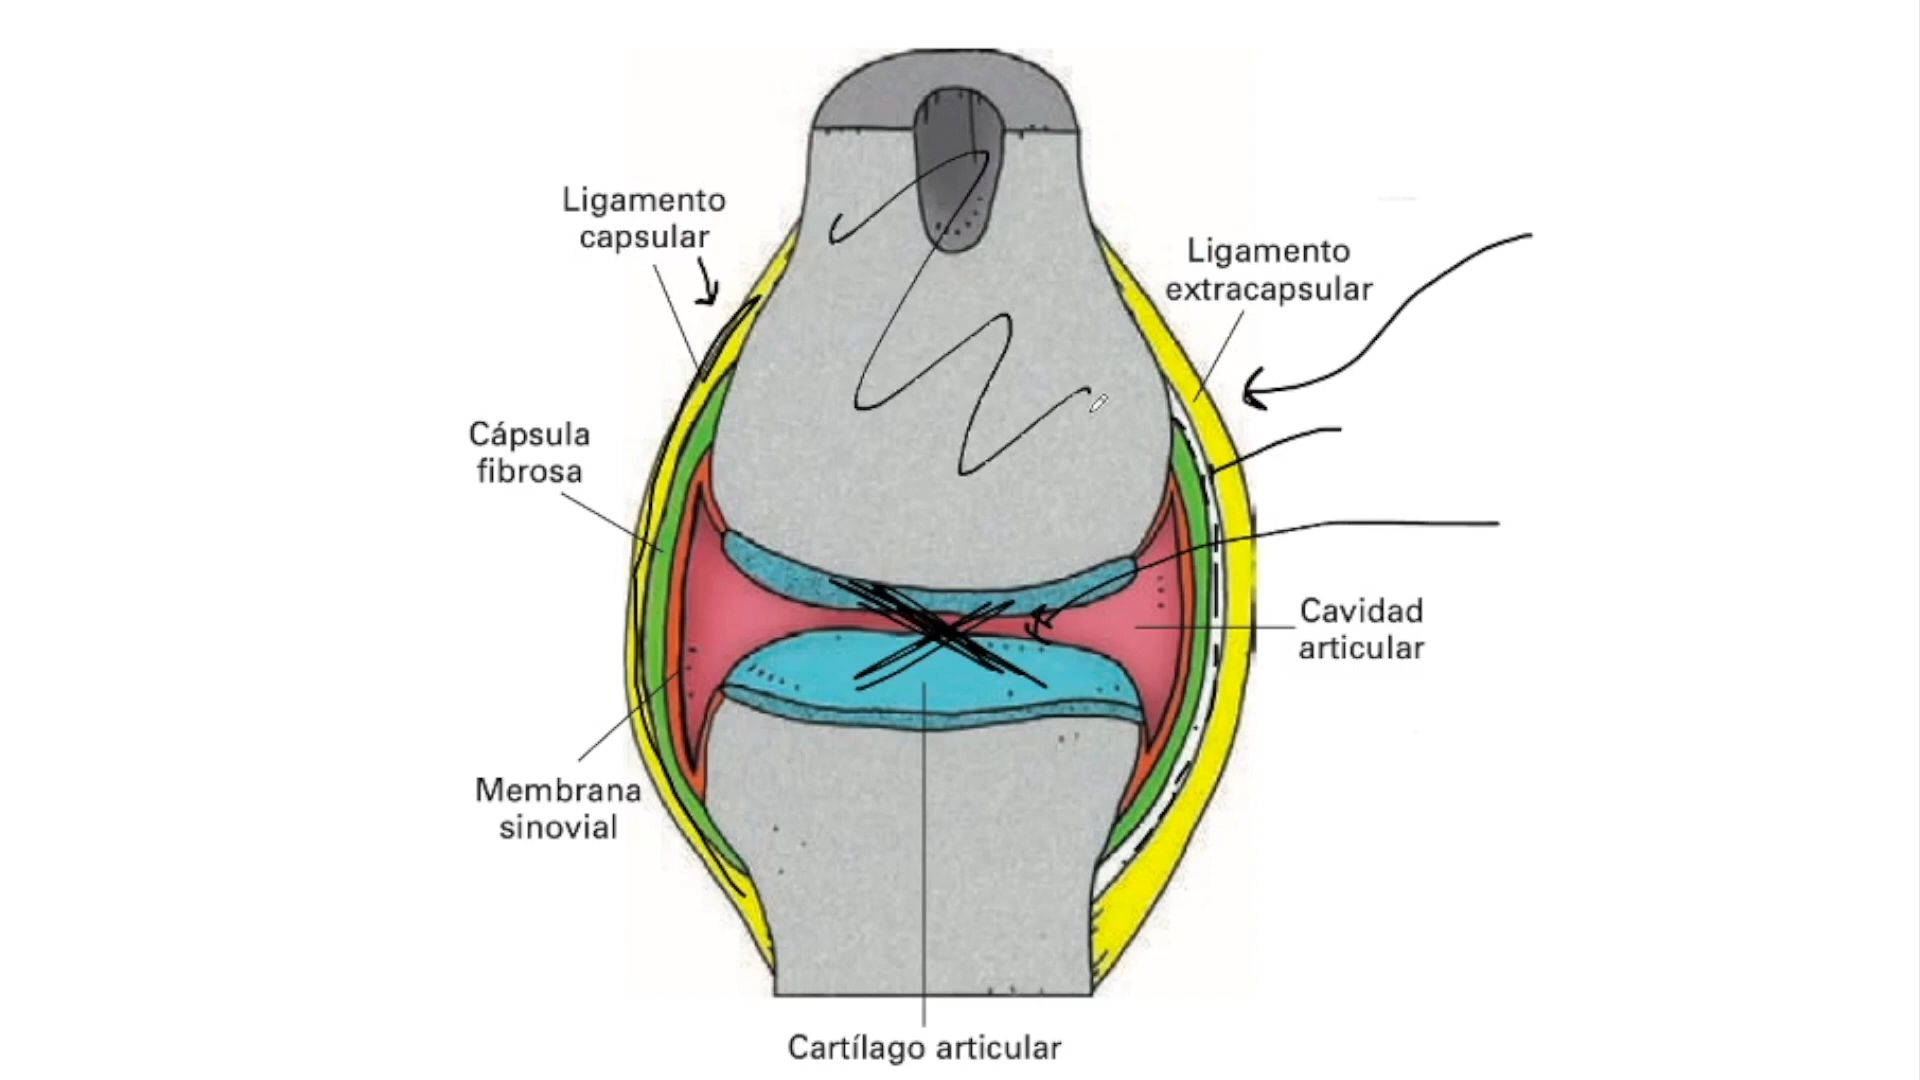 Ligamento
capsular
Ligamento
extracapsular
Cápsula
fibrosa
Cavidad
articular
Membrana
sinovial
Cartílago articular